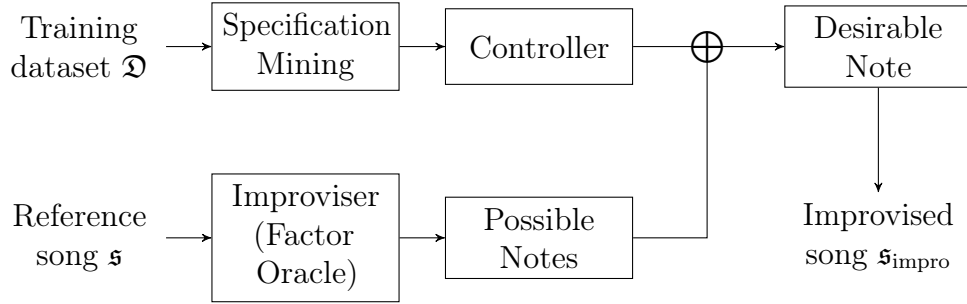 Training
dataset 𝔇
Specification
Mining
Controller
Desirable
Note
Reference
song 𝔰
Improviser
(Factor
Oracle)
Possible
Notes
Improvised
song 𝔰impro